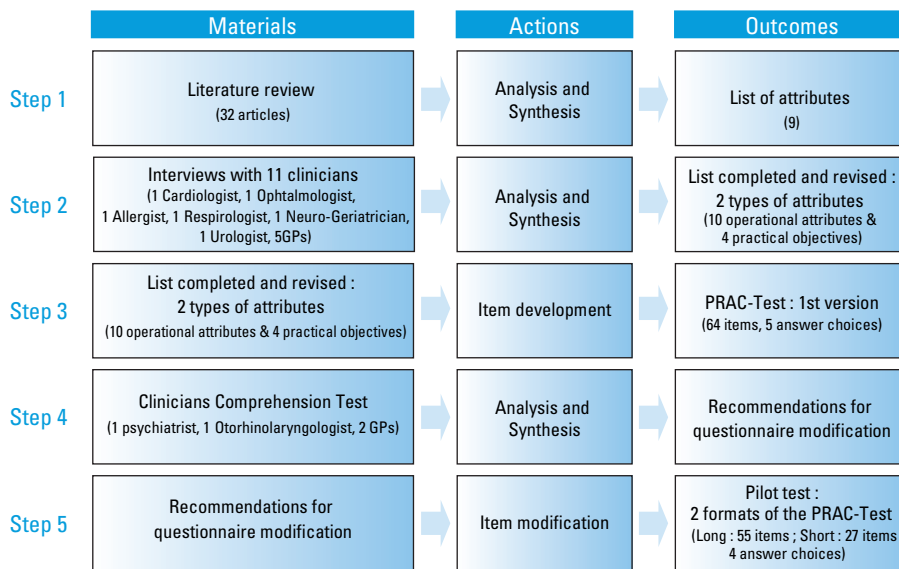 Materials
Actions
Outcomes
Step 1
Literature review
(32 articles)
Analysis and
Synthesis
List of attributes
(9)
Step 2
Interviews with 11 clinicians
(1 Cardiologist, 1 Ophtalmologist,
1 Allergist, 1 Respirologist, 1 Neuro-Geriatrician,
1 Urologist, 5GPs)
Analysis and
Synthesis
List completed and revised :
2 types of attributes
(10 operational attributes &
4 practical objectives)
Step 3
List completed and revised :
2 types of attributes
(10 operational attributes & 4 practical objectives)
Item development
PRAC-Test : 1st version
(64 items, 5 answer choices)
Step 4
Clinicians Comprehension Test
(1 psychiatrist, 1 Otorhinolaryngologist, 2 GPs)
Analysis and
Synthesis
Recommendations for
questionnaire modification
Step 5
Recommendations for
questionnaire modification
Item modification
Pilot test :
2 formats of the PRAC-Test
(Long : 55 items ; Short : 27 items
4 answer choices)